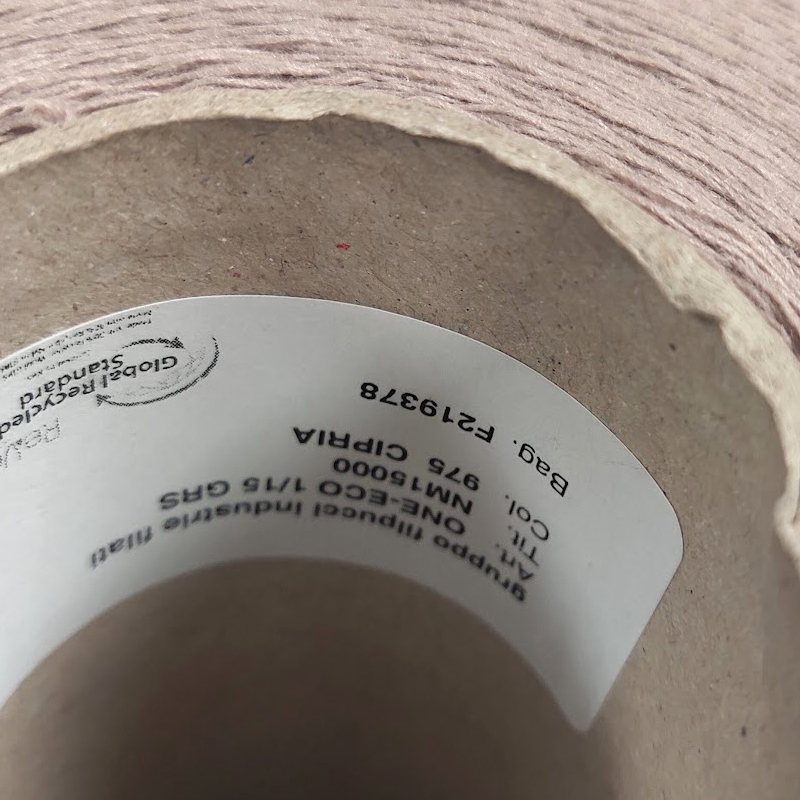 gruppo filpucci industrie filati
Art. ONE-ECO 1/15 GRS
Tit. NM15000
Col. 975 CIPRIA
Bag. F219378
Global Recycled
Standard